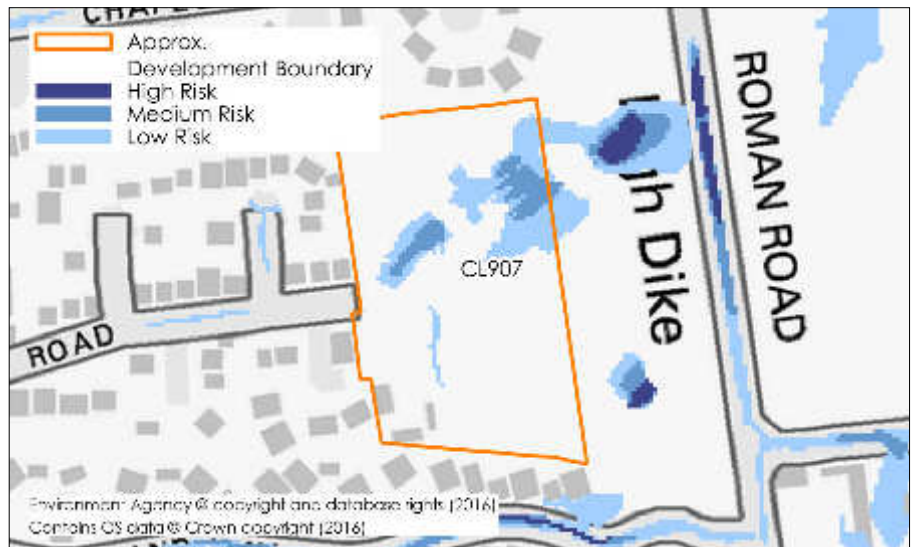 Approx.
Development Boundary
High Risk
Medium Risk
Low Risk
ROMAN ROAD
Dike
CL907
ROAD
Environment Agency © copyright and database rights (2016)
Contains OS data © Crown copyright (2016)